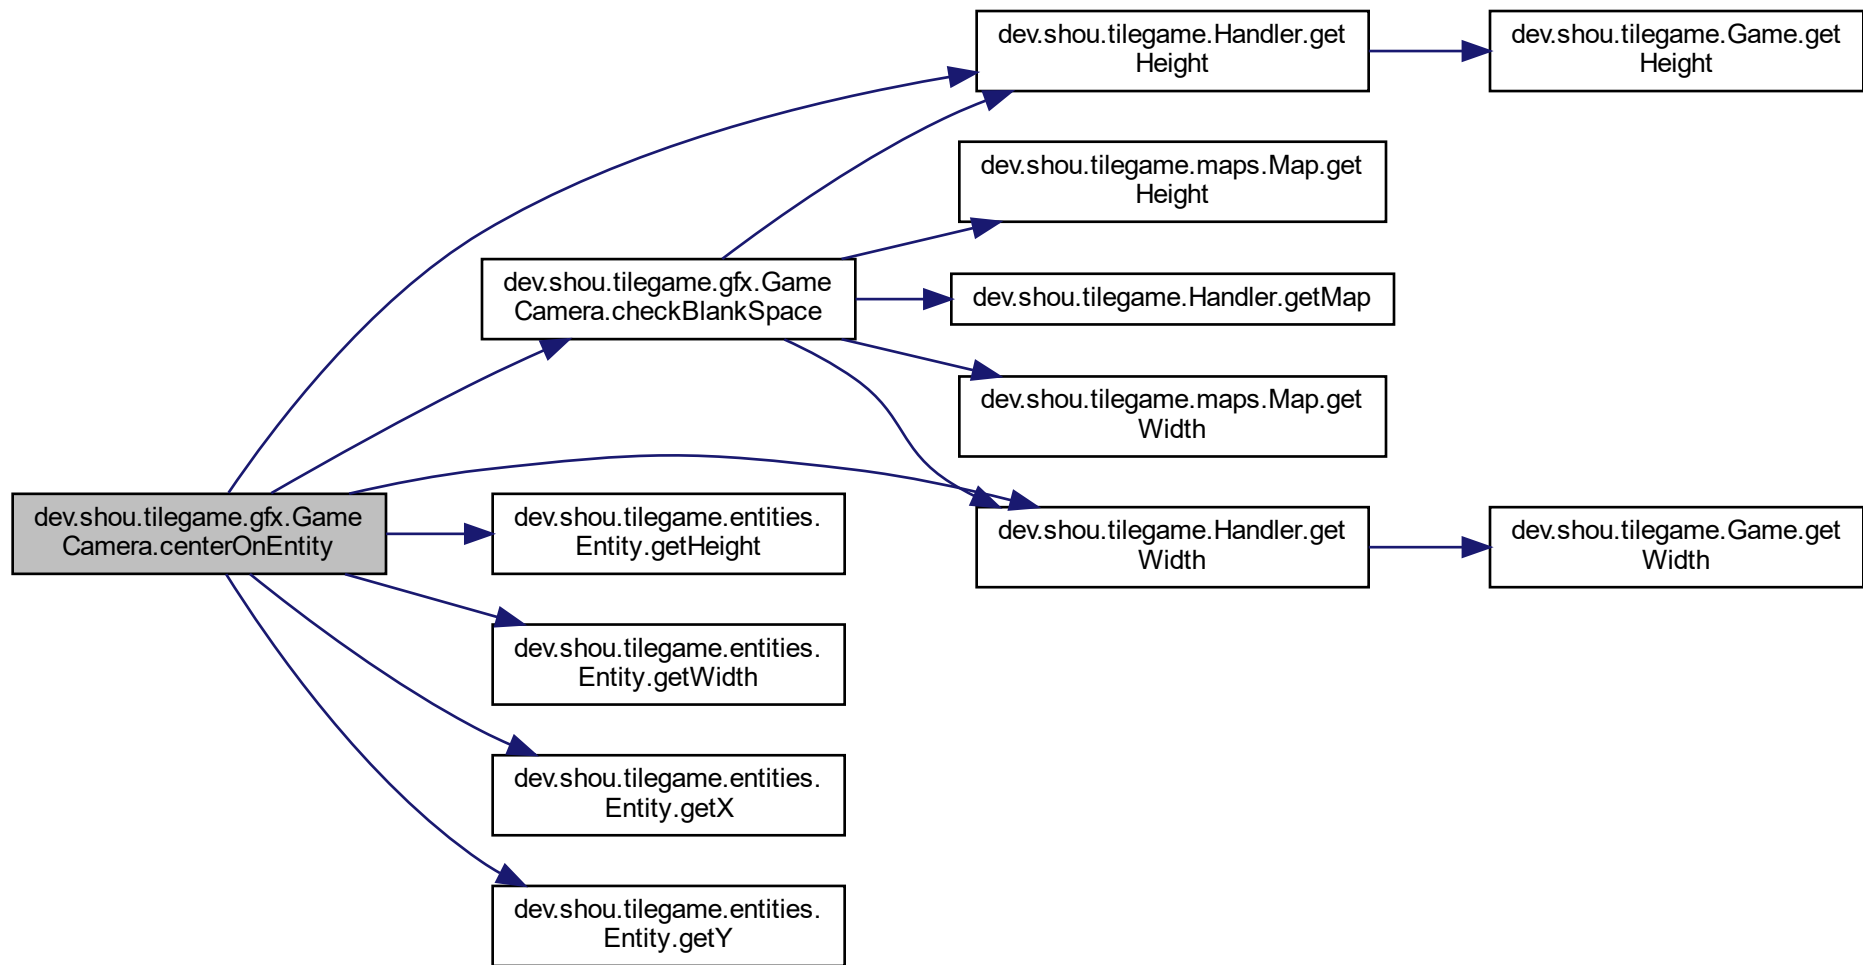 dev.shou.tilegame.Handler.get
Height
dev.shou.tilegame.Game.get
Height
dev.shou.tilegame.maps.Map.get
Height
dev.shou.tilegame.gfx.Game
Camera.checkBlankSpace
dev.shou.tilegame.Handler.getMap
dev.shou.tilegame.maps.Map.get
Width
dev.shou.tilegame.gfx.Game
Camera.centerOnEntity
dev.shou.tilegame.entities.
Entity.getHeight
dev.shou.tilegame.Handler.get
Width
dev.shou.tilegame.Game.get
Width
dev.shou.tilegame.entities.
Entity.getWidth
dev.shou.tilegame.entities.
Entity.getX
dev.shou.tilegame.entities.
Entity.getY